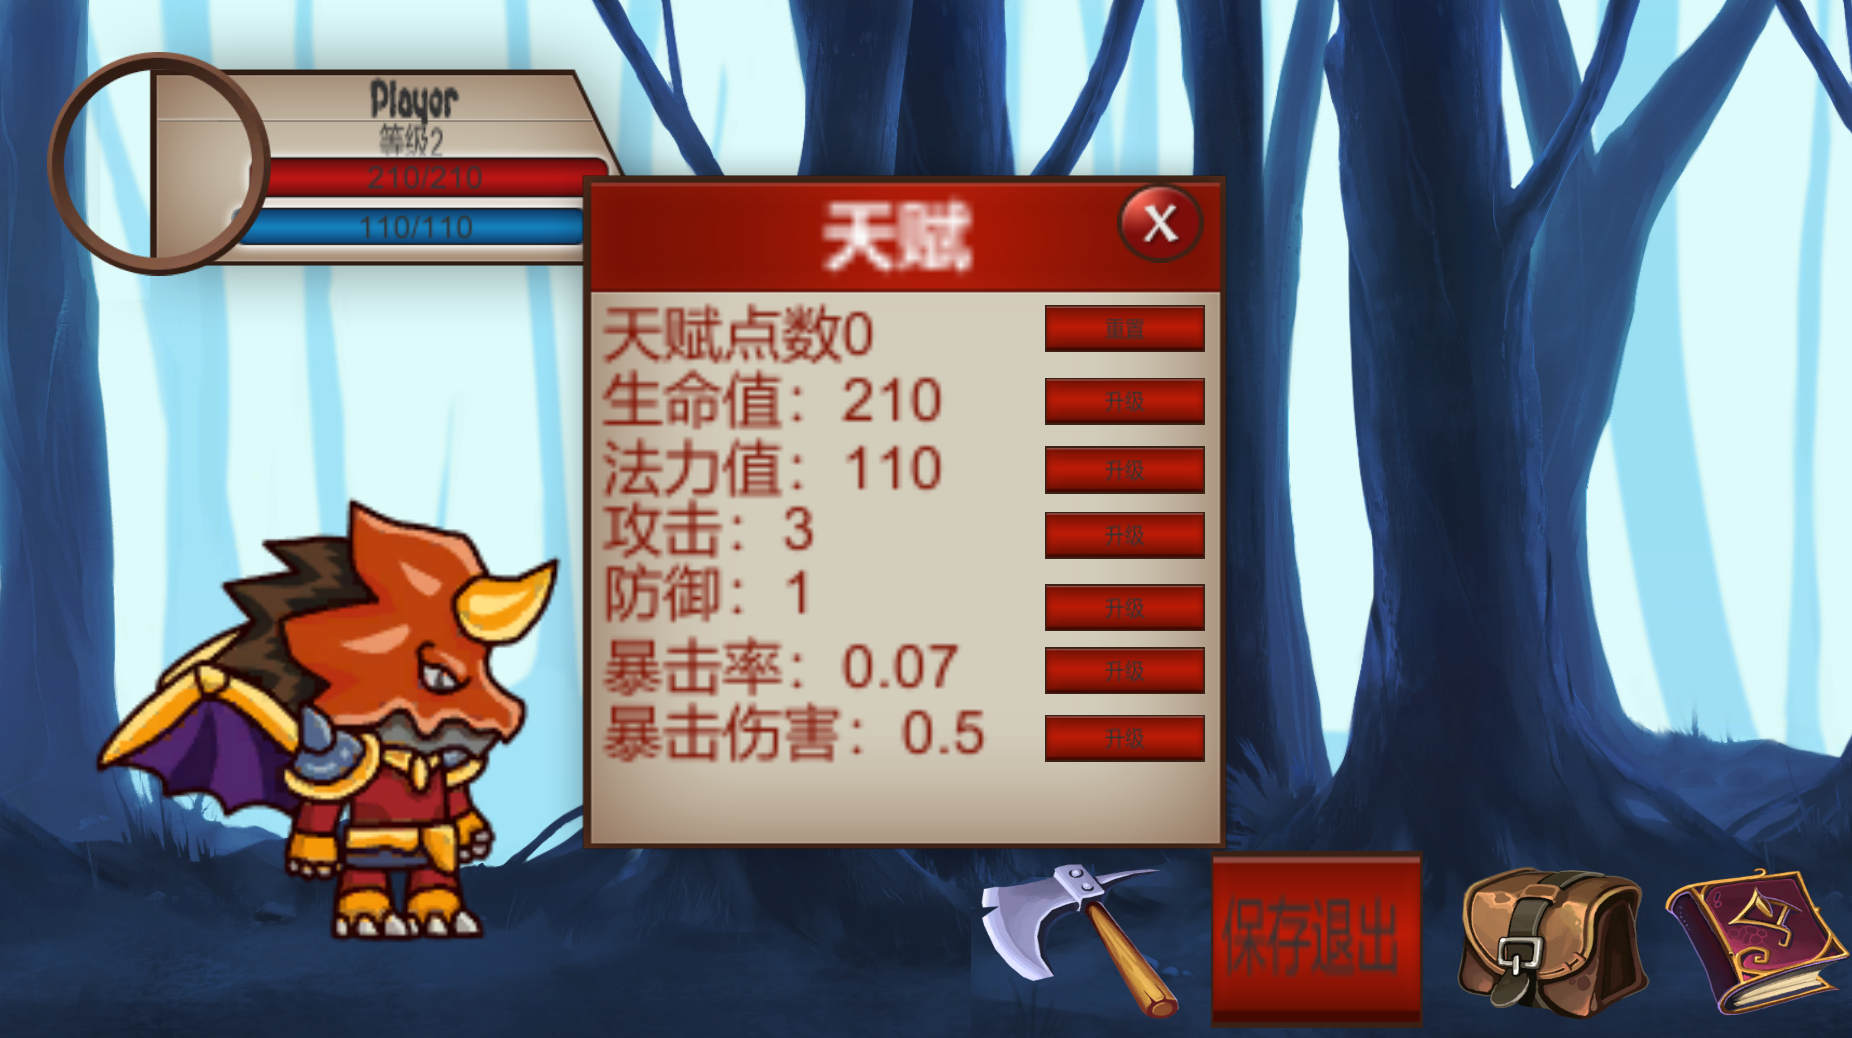 Player
等级2
210/210
110/110
天赋
X
天赋点数0
重置
生命值：210
升级
法力值：110
升级
攻击：3
升级
防御：1
升级
暴击率：0.07
升级
暴击伤害：0.5
升级
保存退出